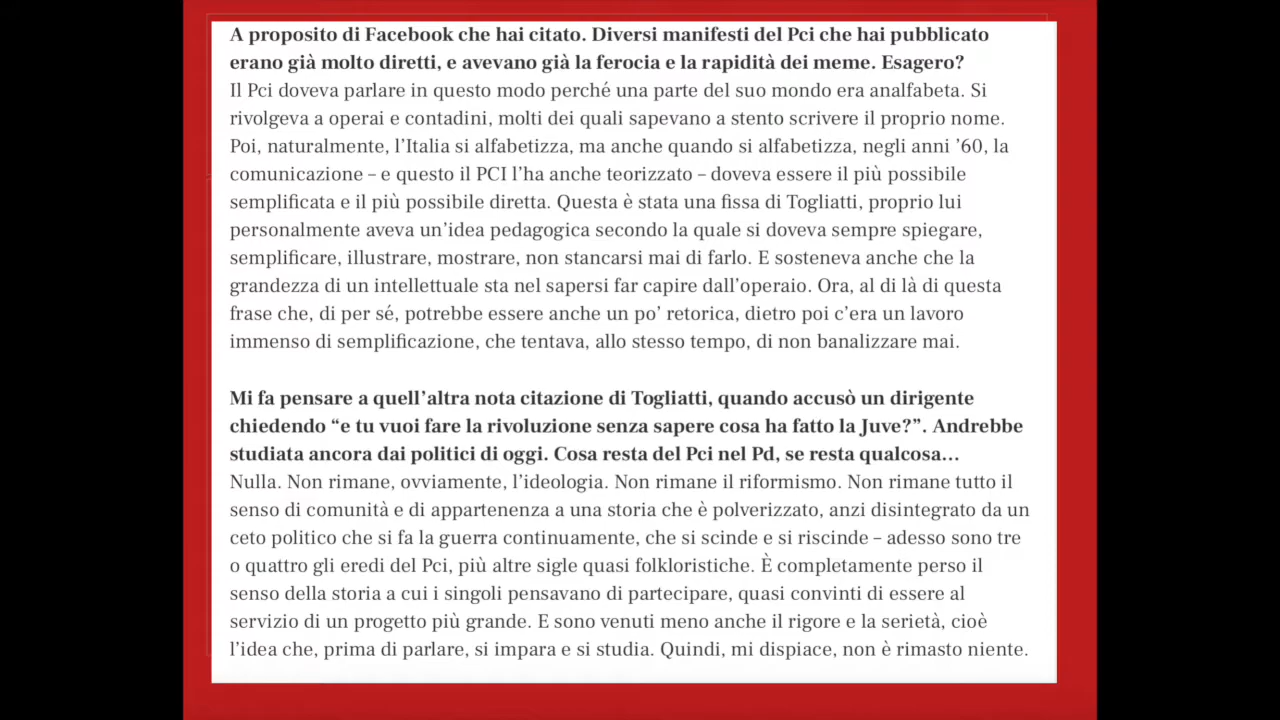 A proposito di Facebook che hai citato. Diversi manifesti del Pci che hai pubblicato
erano già molto diretti, e avevano già la ferocia e la rapidità dei meme. Esagero?
Il Pci doveva parlare in questo modo perché una parte del suo mondo era analfabeta. Si
rivolgeva a operai e contadini, molti dei quali sapevano a stento scrivere il proprio nome.
Poi, naturalmente, l’Italia si alfabetizza, ma anche quando si alfabetizza, negli anni ’60, la
comunicazione – e questo il PCI l’ha anche teorizzato – doveva essere il più possibile
semplificata e il più possibile diretta. Questa è stata una fissa di Togliatti, proprio lui
personalmente aveva un’idea pedagogica secondo la quale si doveva sempre spiegare,
semplificare, illustrare, mostrare, non stancarsi mai di farlo. E sosteneva anche che la
grandezza di un intellettuale sta nel sapersi far capire dall’operaio. Ora, al di là di questa
frase che, di per sé, potrebbe essere anche un po’ retorica, dietro poi c’era un lavoro
immenso di semplificazione, che tentava, allo stesso tempo, di non banalizzare mai.
Mi fa pensare a quell’altra nota citazione di Togliatti, quando accusò un dirigente
chiedendo “e tu vuoi fare la rivoluzione senza sapere cosa ha fatto la Juve?”. Andrebbe
studiata ancora dai politici di oggi. Cosa resta del Pci nel Pd, se resta qualcosa…
Nulla. Non rimane, ovviamente, l’ideologia. Non rimane il riformismo. Non rimane tutto il
senso di comunità e di appartenenza a una storia che è polverizzato, anzi disintegrato da un
ceto politico che si fa la guerra continuamente, che si scinde e si riscinde – adesso sono tre
o quattro gli eredi del Pci, più altre sigle quasi folkloristiche. È completamente perso il
senso della storia a cui i singoli pensavano di partecipare, quasi convinti di essere al
servizio di un progetto più grande. E sono venuti meno anche il rigore e la serietà, cioè
l’idea che, prima di parlare, si impara e si studia. Quindi, mi dispiace, non è rimasto niente.